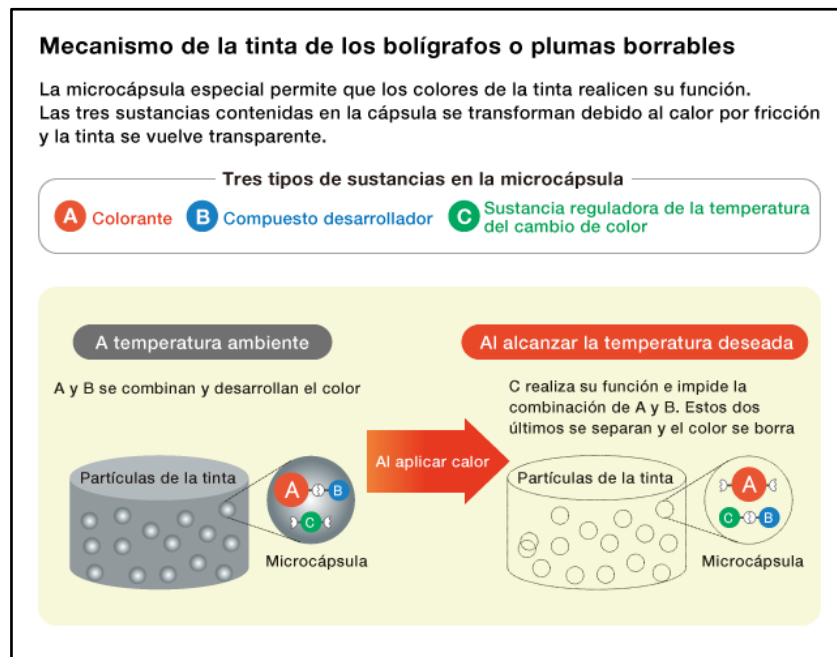 Mecanismo de la tinta de los bolígrafos o plumas borrables
La microcápsula especial permite que los colores de la tinta realicen su función.
Las tres sustancias contenidas en la cápsula se transforman debido al calor por fricción
y la tinta se vuelve transparente.
Tres tipos de sustancias en la microcápsula
A Colorante
B Compuesto desarrollador
C Sustancia reguladora de la temperatura
del cambio de color
A temperatura ambiente
A y B se combinan y desarrollan el color
Partículas de la tinta
A
B
C
Microcápsula
Al aplicar calor
Al alcanzar la temperatura deseada
C realiza su función e impide la
combinación de A y B. Estos dos
últimos se separan y el color se borra
Partículas de la tinta
A
C
B
Microcápsula